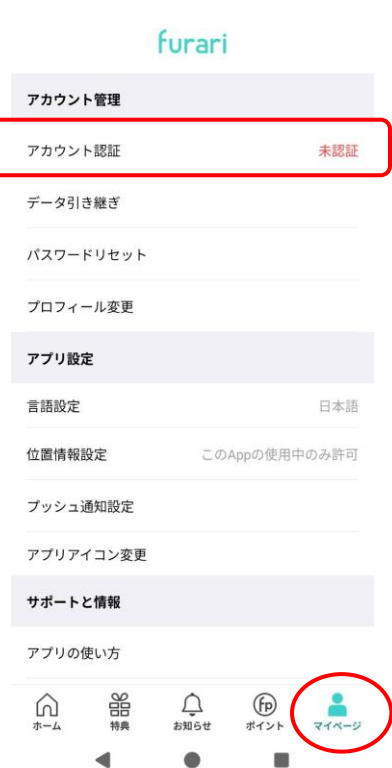 furari
アカウント管理
アカウント認証 未認証
データ引き継ぎ
パスワードリセット
プロフィール変更
アプリ設定
言語設定 日本語
位置情報設定 このAppの使用中のみ許可
プッシュ通知設定
アプリアイコン変更
サポートと情報
アプリの使い方
ホーム 特典 お知らせ fp ポイント マイページ